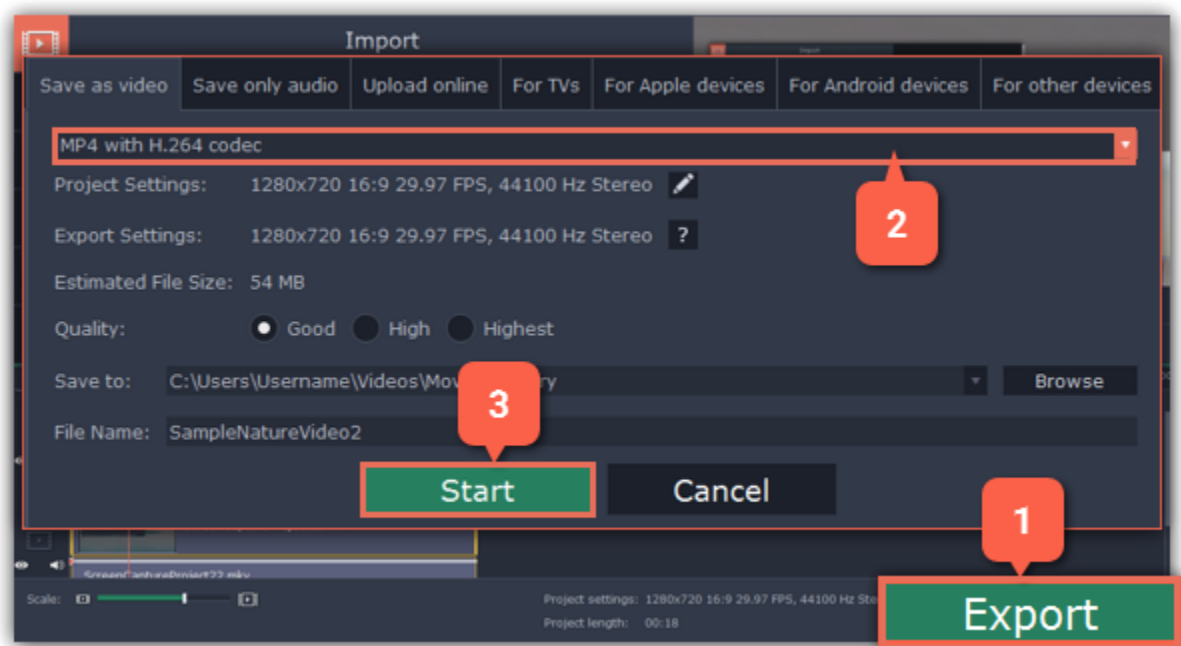 Import
Save as video Save only audio Upload online For TVs For Apple devices For Android devices For other devices
MP4 with H.264 codec
Project Settings: 1280x720 16:9 29.97 FPS, 44100 Hz Stereo
2
Export Settings: 1280x720 16:9 29.97 FPS, 44100 Hz Stereo ?
Estimated File Size: 54 MB
Quality: Good High Highest
Save to: C:\Users\Username\Videos\Mov ry Browse
3
File Name: SampleNatureVideo2
Start Cancel
1
ScreenCaptureProject22.mkv
Scale: Project settings: 1280x720 16:9 29.97 FPS, 44100 Hz Ste
Project length: 00:18
Export